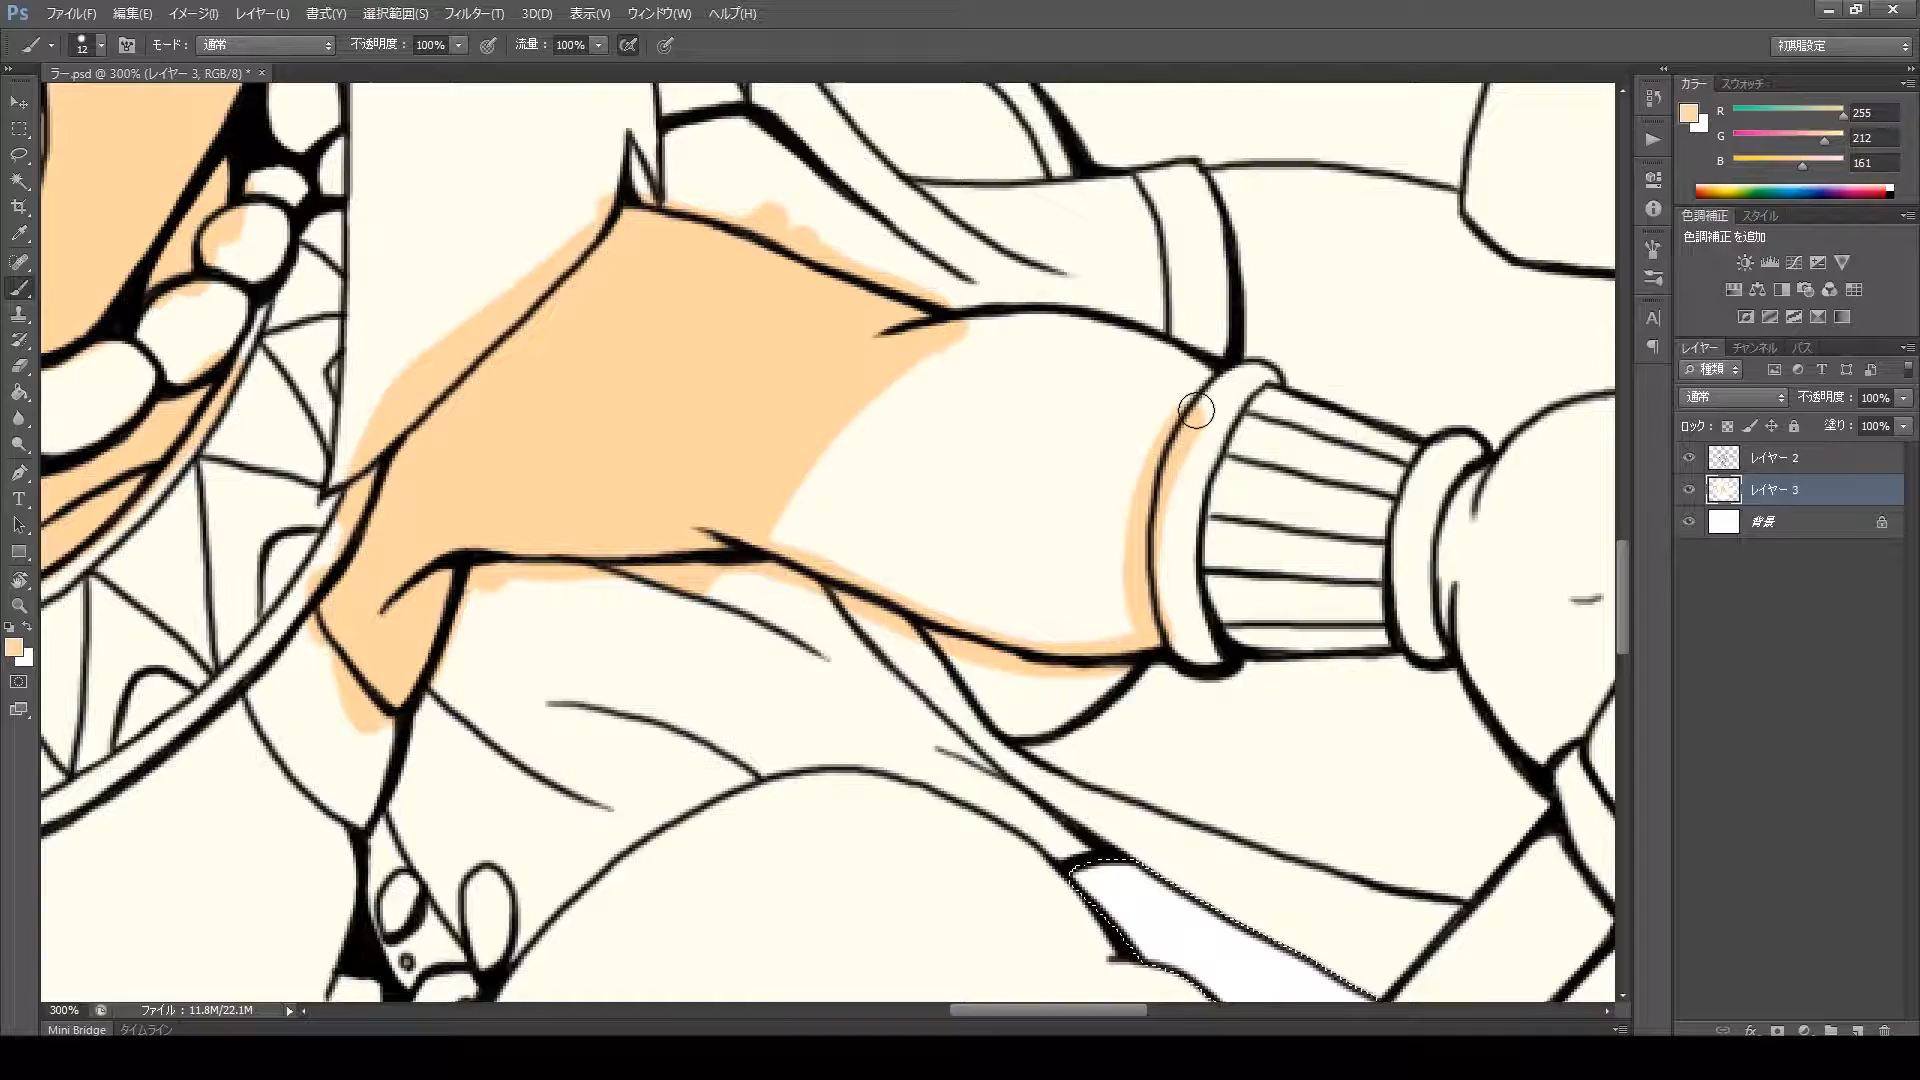 Ps ファイル(F) 編集(E) イメージ(I) レイヤー(L) 書式(Y) 選択範囲(S) フィルター(T) 3D(D) 表示(V) ウィンドウ(W) ヘルプ(H)
12 モード: 通常 不透明度: 100% 流量: 100% 初期設定
ラー.psd @ 300% (レイヤー 3, RGB/8) * ×
カラー スウォッチ
R 255
G 212
B 161
色調補正 スタイル
色調補正を追加
レイヤー チャンネル パス
種類
通常 不透明度: 100%
ロック: 塗り: 100%
レイヤー 2
レイヤー 3
背景
300% ファイル : 11.8M/22.1M
Mini Bridge タイムライン